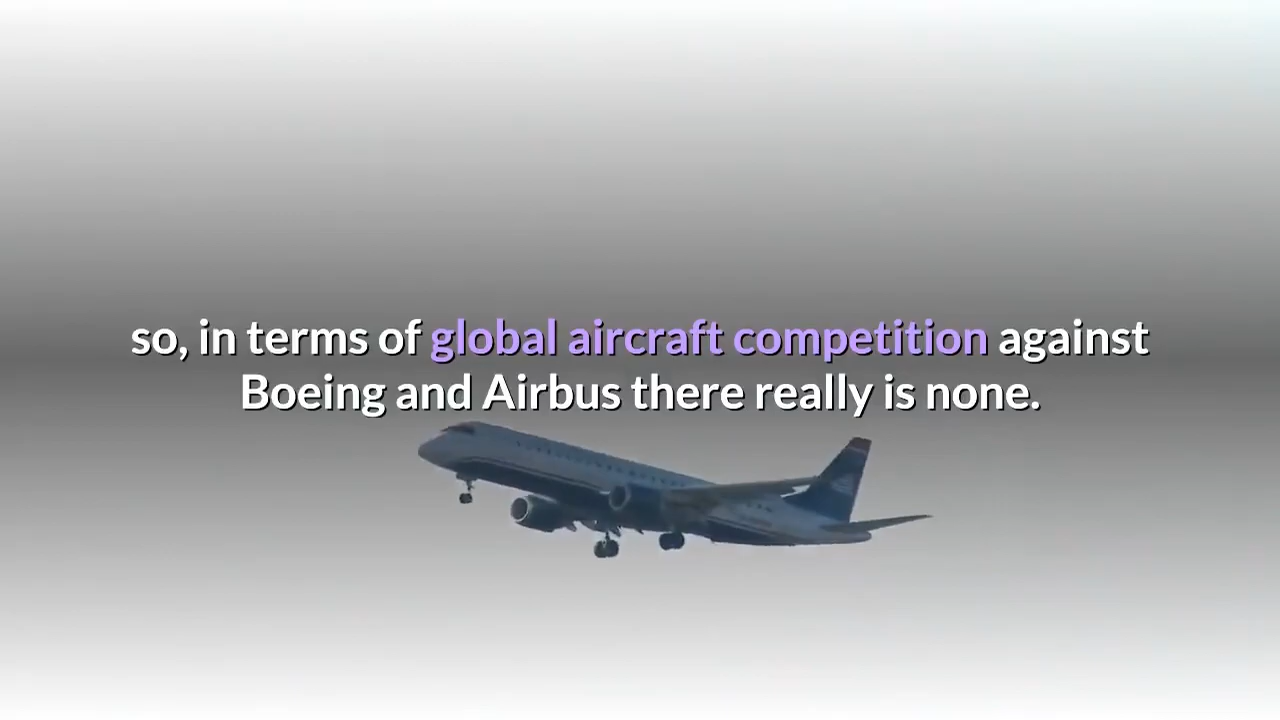 so, in terms of global aircraft competition against
Boeing and Airbus there really is none.